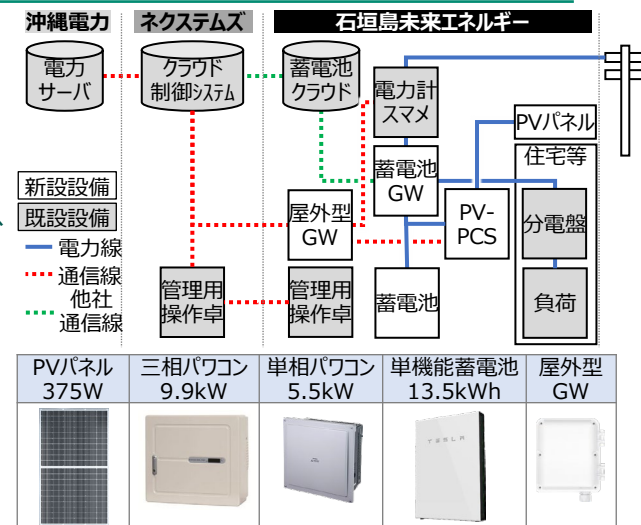 沖縄電力
ネクステムズ
石垣島未来エネルギー
電力
サーバ
クラウド
制御システム
蓄電池
クラウド
電力計
スマメ
PVパネル
住宅等
新設設備
既設設備
電力線
通信線
他社
通信線
屋外型
GW
蓄電池
GW
PV-
PCS
分電盤
管理用
操作卓
管理用
操作卓
蓄電池
負荷
PVパネル
375W
三相パワコン
9.9kW
単相パワコン
5.5kW
単機能蓄電池
13.5kWh
屋外型
GW
TESLA